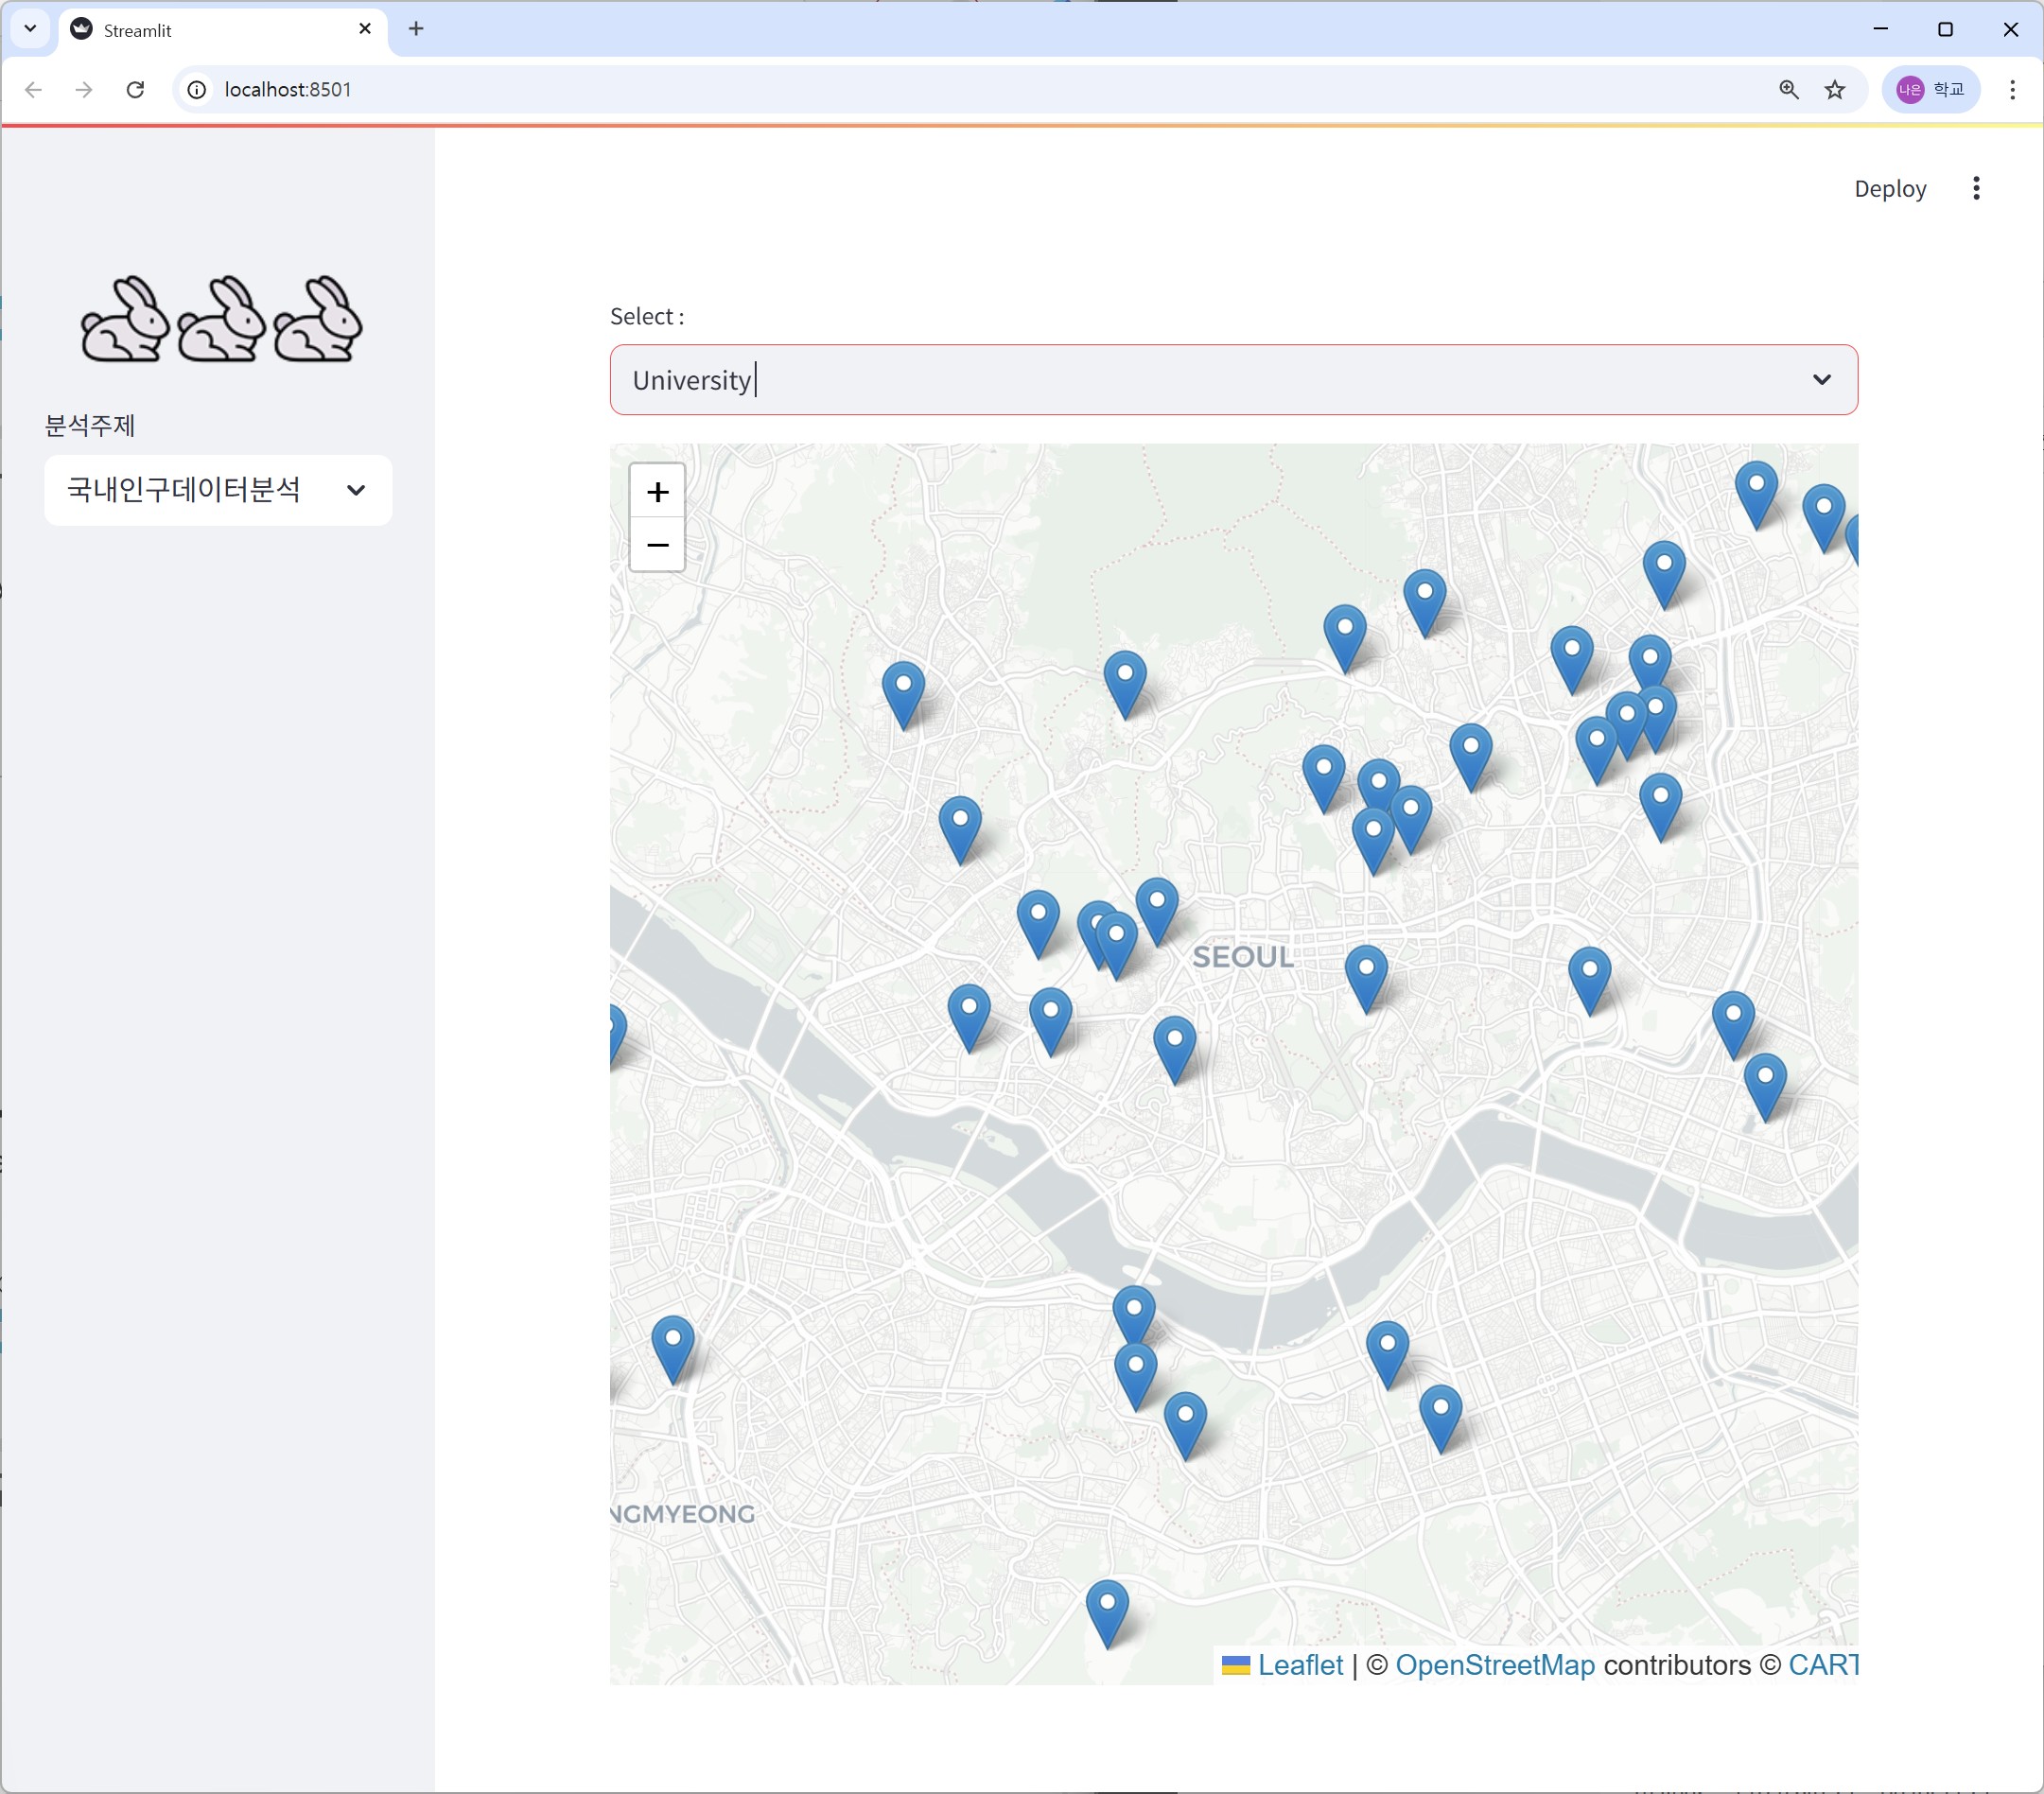 Streamlit
localhost:8501
나은 학교
Deploy
분석주제
국내인구데이터분석
Select :
University
+
−
SEOUL
NGMYEONG
Leaflet | © OpenStreetMap contributors © CART